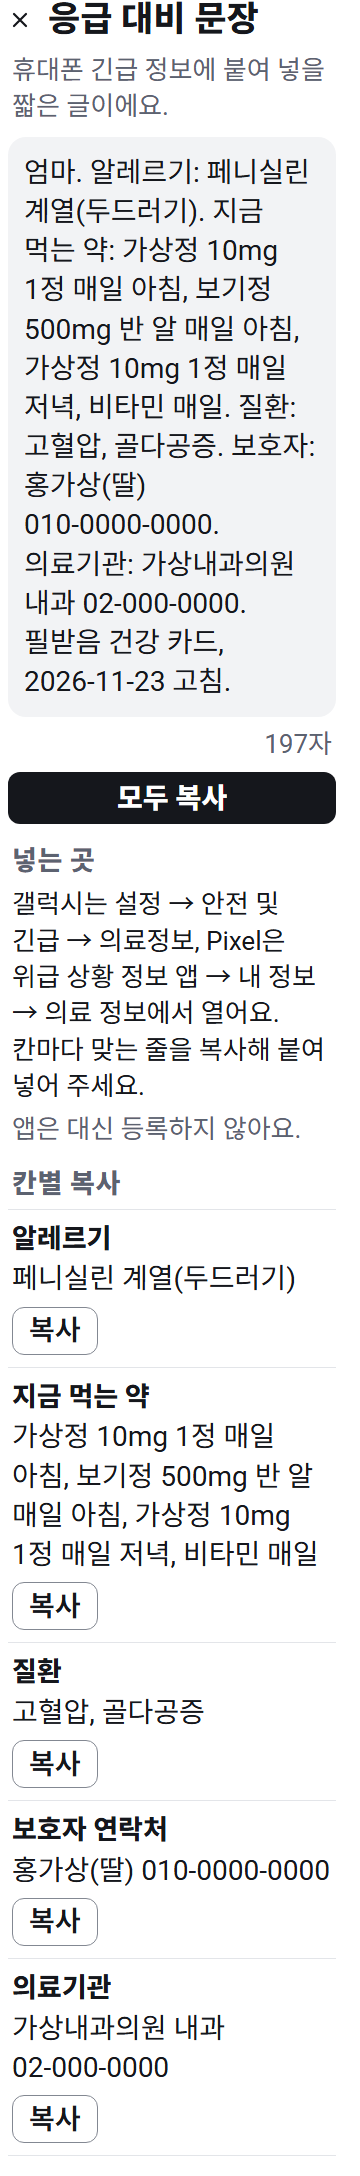 × 응급 대비 문장
휴대폰 긴급 정보에 붙여 넣을
짧은 글이에요.
엄마. 알레르기: 페니실린
계열(두드러기). 지금
먹는 약: 가상정 10mg
1정 매일 아침, 보기정
500mg 반 알 매일 아침,
가상정 10mg 1정 매일
저녁, 비타민 매일. 질환:
고혈압, 골다공증. 보호자:
홍가상(딸)
010-0000-0000.
의료기관: 가상내과의원
내과 02-000-0000.
필받음 건강 카드,
2026-11-23 고침.
197자
모두 복사
넣는 곳
갤럭시는 설정 → 안전 및
긴급 → 의료정보, Pixel은
위급 상황 정보 앱 → 내 정보
→ 의료 정보에서 열어요.
칸마다 맞는 줄을 복사해 붙여
넣어 주세요.
앱은 대신 등록하지 않아요.
칸별 복사
알레르기
페니실린 계열(두드러기)
복사
지금 먹는 약
가상정 10mg 1정 매일
아침, 보기정 500mg 반 알
매일 아침, 가상정 10mg
1정 매일 저녁, 비타민 매일
복사
질환
고혈압, 골다공증
복사
보호자 연락처
홍가상(딸) 010-0000-0000
복사
의료기관
가상내과의원 내과
02-000-0000
복사